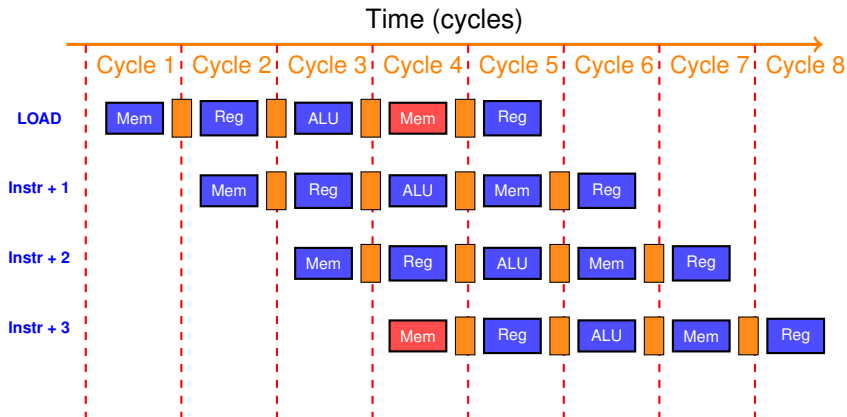 Time (cycles)
Cycle 1 Cycle 2 Cycle 3 Cycle 4 Cycle 5 Cycle 6 Cycle 7 Cycle 8
LOAD Mem Reg ALU Mem Reg
Instr + 1 Mem Reg ALU Mem Reg
Instr + 2 Mem Reg ALU Mem Reg
Instr + 3 Mem Reg ALU Mem Reg